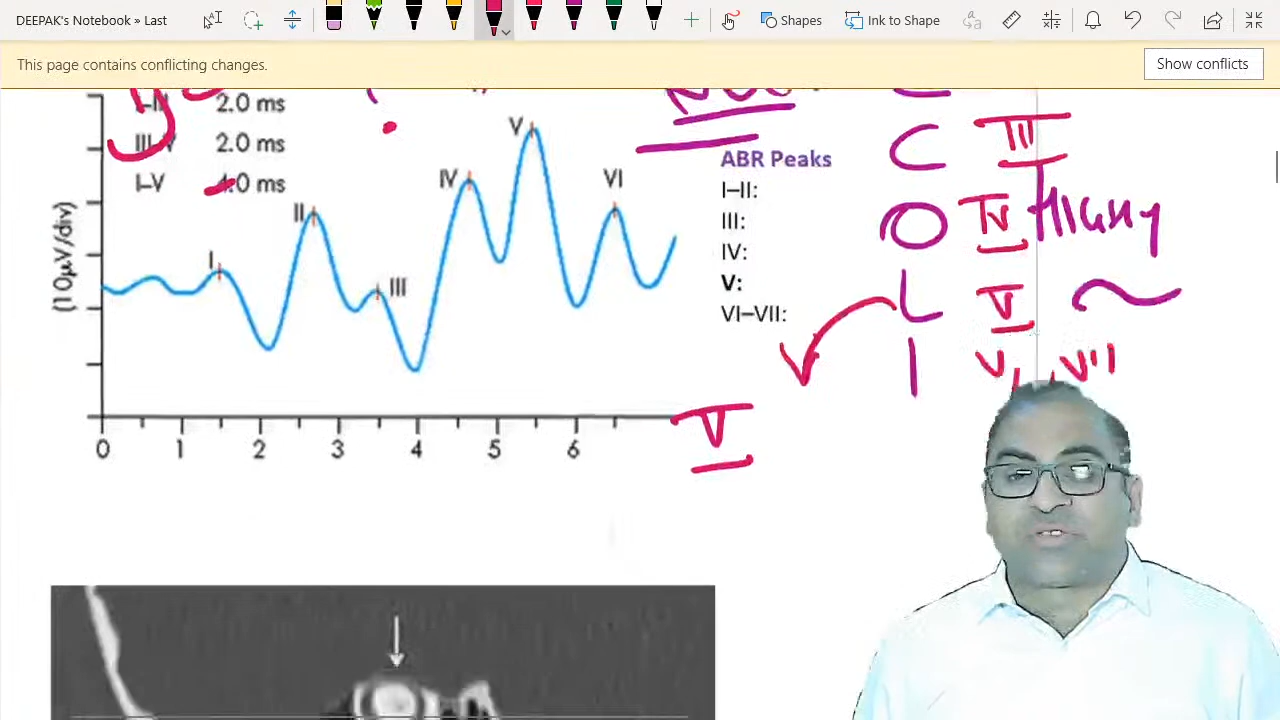 DEEPAK's Notebook » Last
Shapes
Ink to Shape
This page contains conflicting changes.
Show conflicts
2.0 ms
III-V 2.0 ms
I-V 4.0 ms
?
(10µV/div)
I
II
III
IV
V
VI
0 1 2 3 4 5 6
ABR Peaks
I–II:
III:
IV:
V:
VI–VII:
C III
O IV
L V
I VI, VII
V